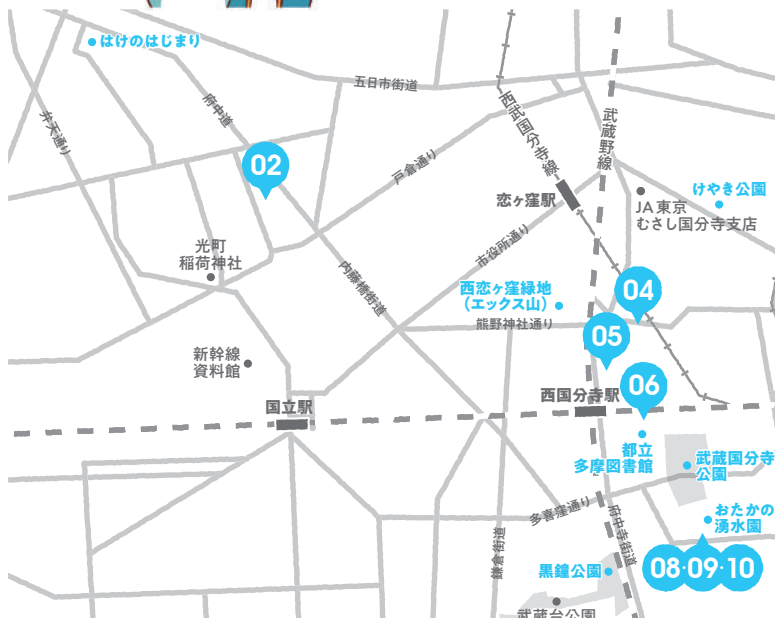 はけのはじまり
五日市街道
府中道
弁天通り
西武国分寺線
武蔵野線
02
戸倉通り
恋ヶ窪駅
けやき公園
JA東京
むさし国分寺支店
光町
稲荷神社
市役所通り
内藤橋街道
西恋ヶ窪緑地
（エックス山）
熊野神社通り
04
05
新幹線
資料館
06
西国分寺駅
国立駅
都立
多摩図書館
武蔵国分寺
公園
多喜窪通り
おたかの
湧水園
府中寺街道
鎌倉街道
黒鐘公園
08·09·10
武蔵台公園